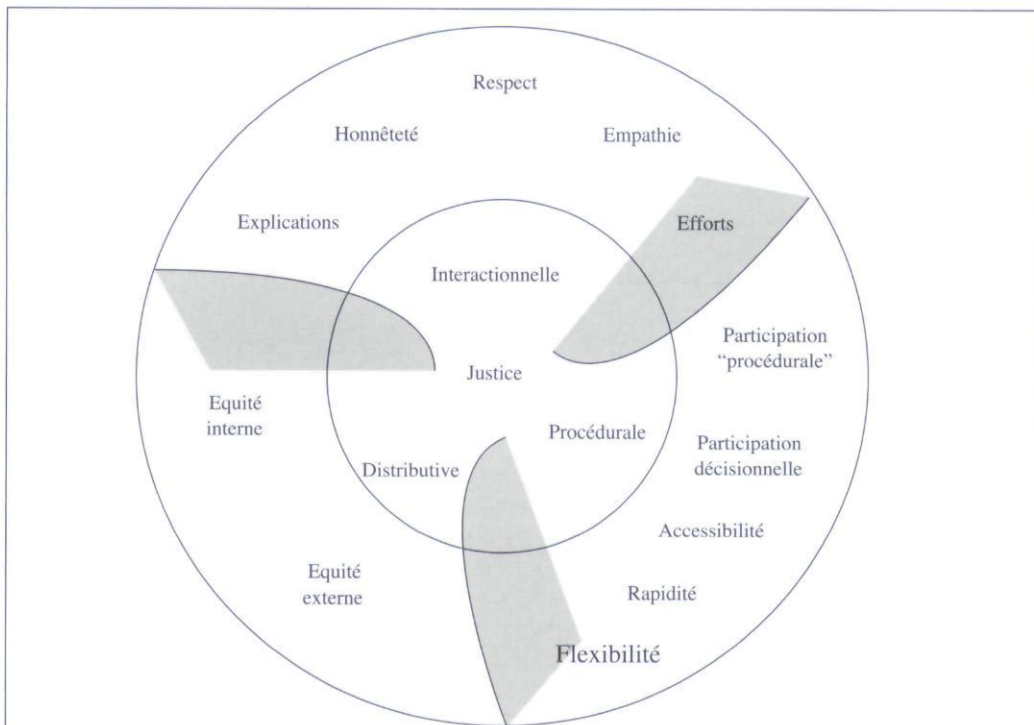 Respect
Honnêteté
Empathie
Explications
Efforts
Interactionnelle
Participation
“procédurale”
Justice
Equité
interne
Procédurale
Participation
décisionnelle
Distributive
Accessibilité
Equité
externe
Rapidité
Flexibilité